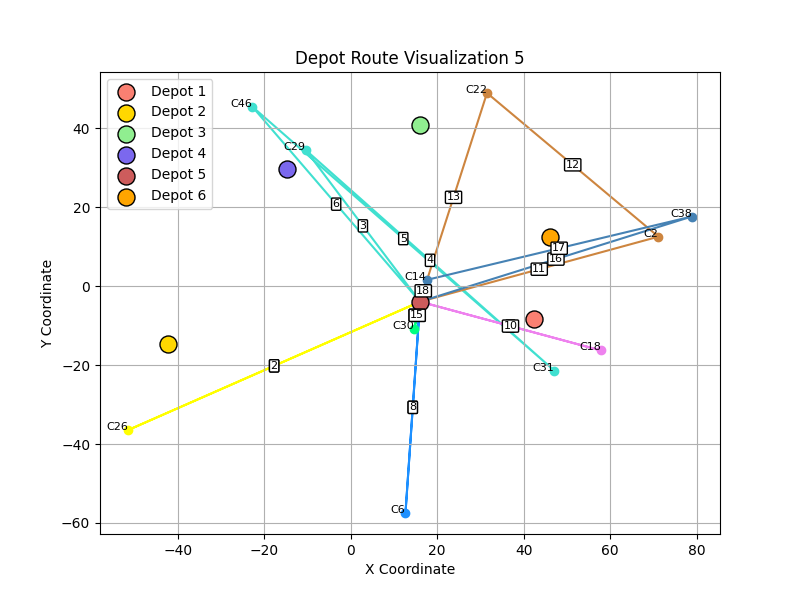 Depot Route Visualization 5
Depot 1
Depot 2
Depot 3
Depot 4
Depot 5
Depot 6
C22
C46
C29
C38
C2
C14
C30
C18
C31
C26
C6
12
13
6
3
5
17
4
16
11
18
15
10
2
8
40
20
0
−20
−40
−60
Y Coordinate
−40
−20
0
20
40
60
80
X Coordinate